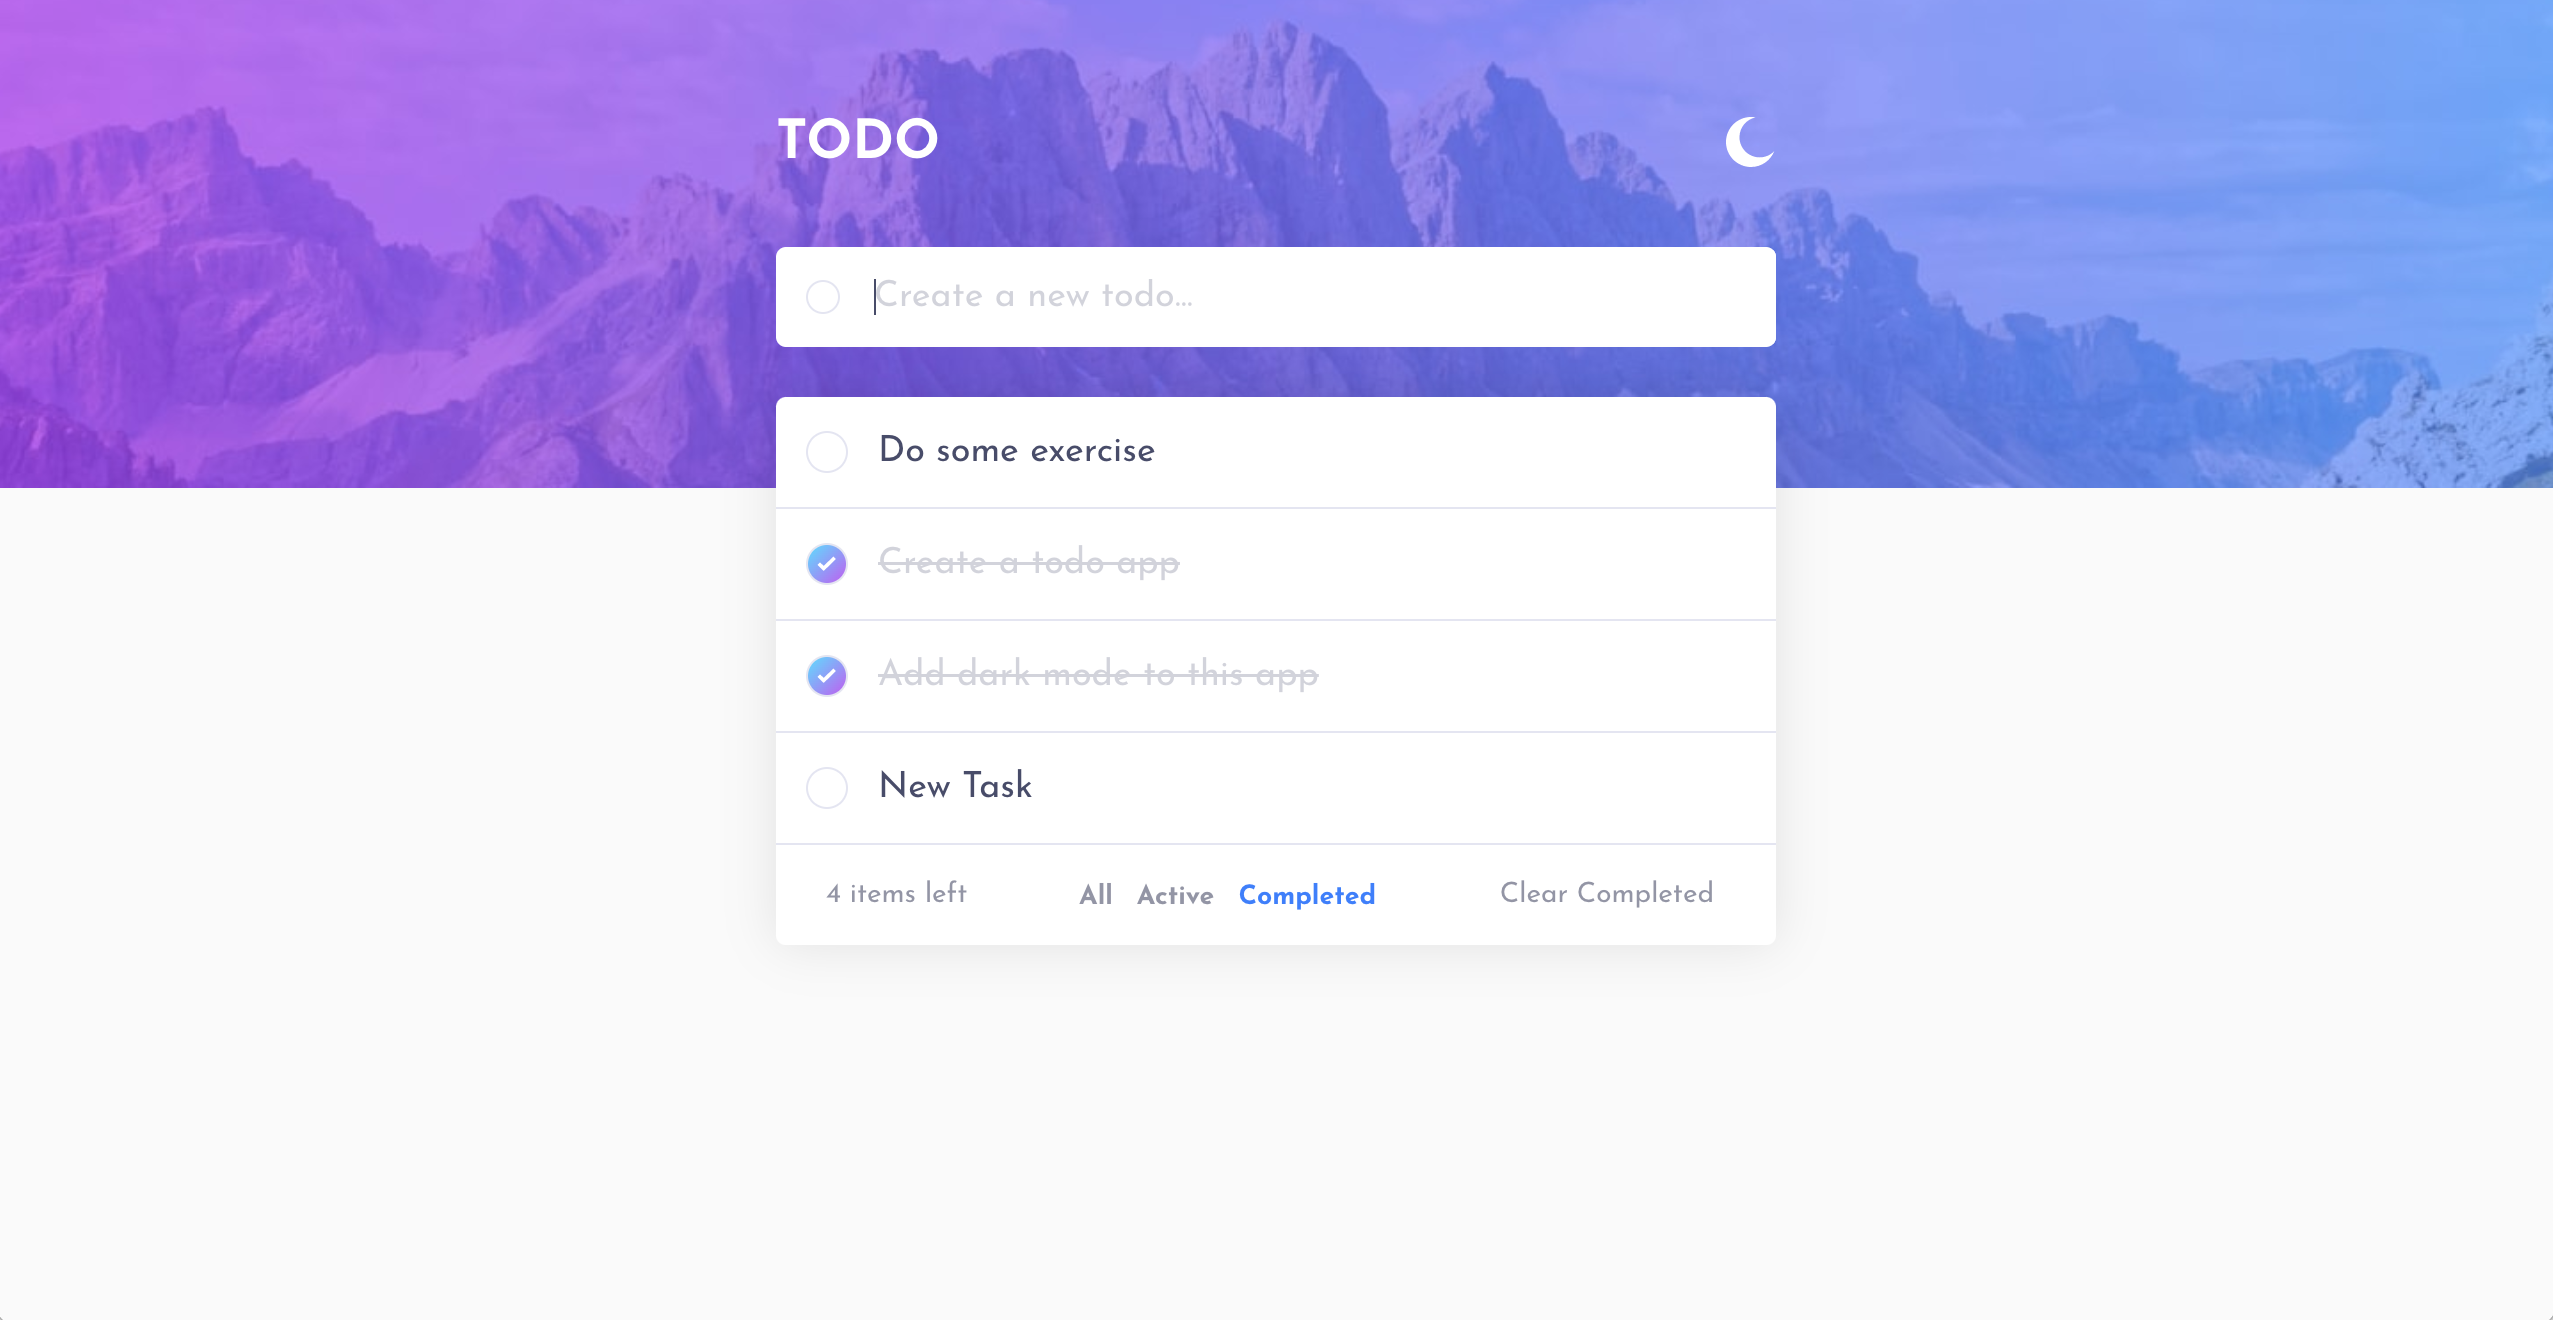 TODO
Create a new todo...
Do some exercise
Create a todo app
Add dark mode to this app
New Task
4 items left All Active Completed Clear Completed